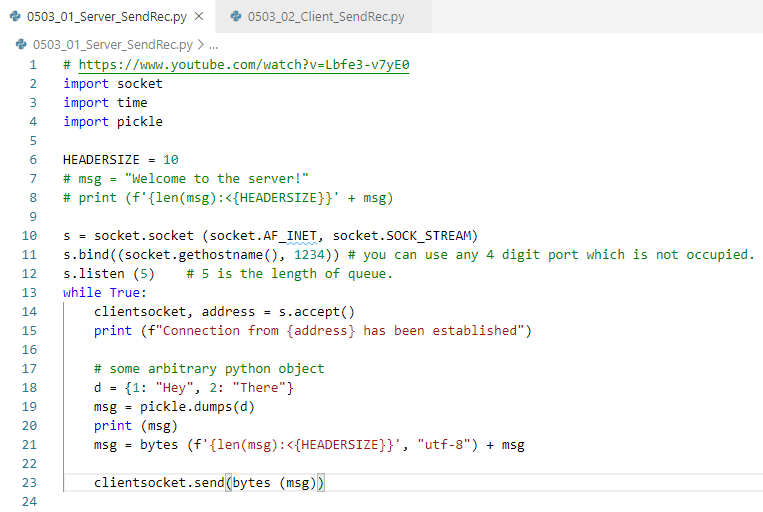 0503_01_Server_SendRec.py × 0503_02_Client_SendRec.py
0503_01_Server_SendRec.py > ...
1 # https://www.youtube.com/watch?v=Lbfe3-v7yE0
2 import socket
3 import time
4 import pickle
5
6 HEADERSIZE = 10
7 # msg = "Welcome to the server!"
8 # print (f'{len(msg):<{HEADERSIZE}}' + msg)
9
10 s = socket.socket (socket.AF_INET, socket.SOCK_STREAM)
11 s.bind((socket.gethostname(), 1234)) # you can use any 4 digit port which is not occupied.
12 s.listen (5)    # 5 is the length of queue.
13 while True:
14     clientsocket, address = s.accept()
15     print (f"Connection from {address} has been established")
16
17     # some arbitrary python object
18     d = {1: "Hey", 2: "There"}
19     msg = pickle.dumps(d)
20     print (msg)
21     msg = bytes (f'{len(msg):<{HEADERSIZE}}', "utf-8") + msg
22
23     clientsocket.send(bytes (msg))
24